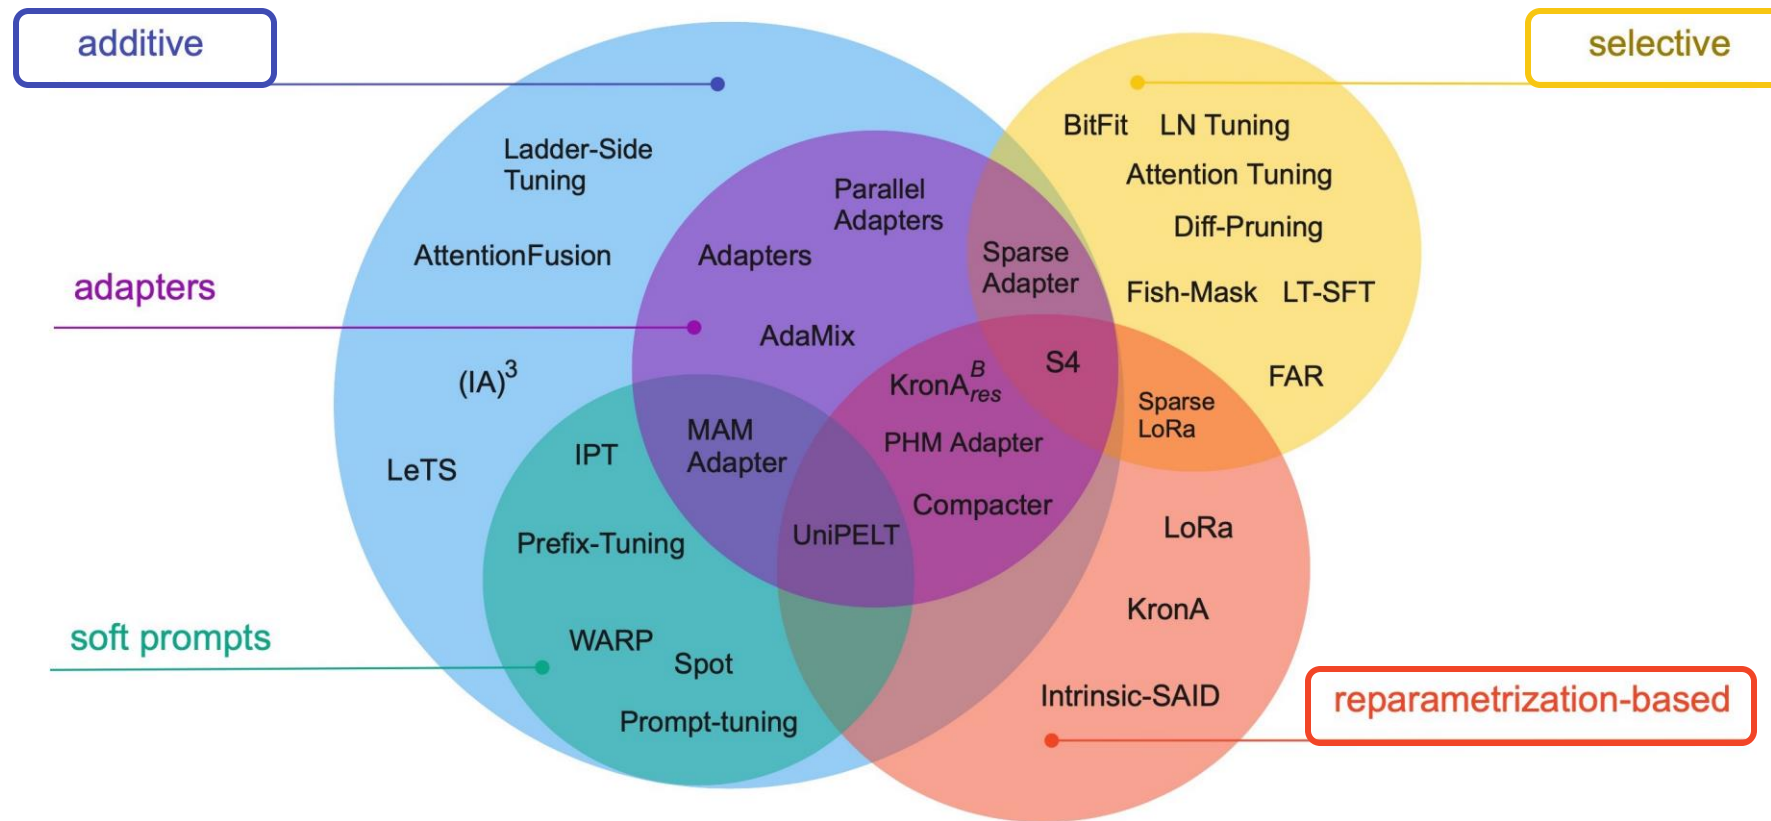 additive
selective
BitFit LN Tuning
Ladder-Side
Tuning
Attention Tuning
Parallel
Adapters
Diff-Pruning
AttentionFusion
Adapters
Sparse
Adapter
adapters
Fish-Mask LT-SFT
AdaMix
S4
(IA)³
KronA^B_res
FAR
Sparse
LoRa
MAM
Adapter
IPT
PHM Adapter
LeTS
Compacter
Prefix-Tuning
UniPELT
LoRa
KronA
soft prompts
WARP
Spot
Intrinsic-SAID
reparametrization-based
Prompt-tuning